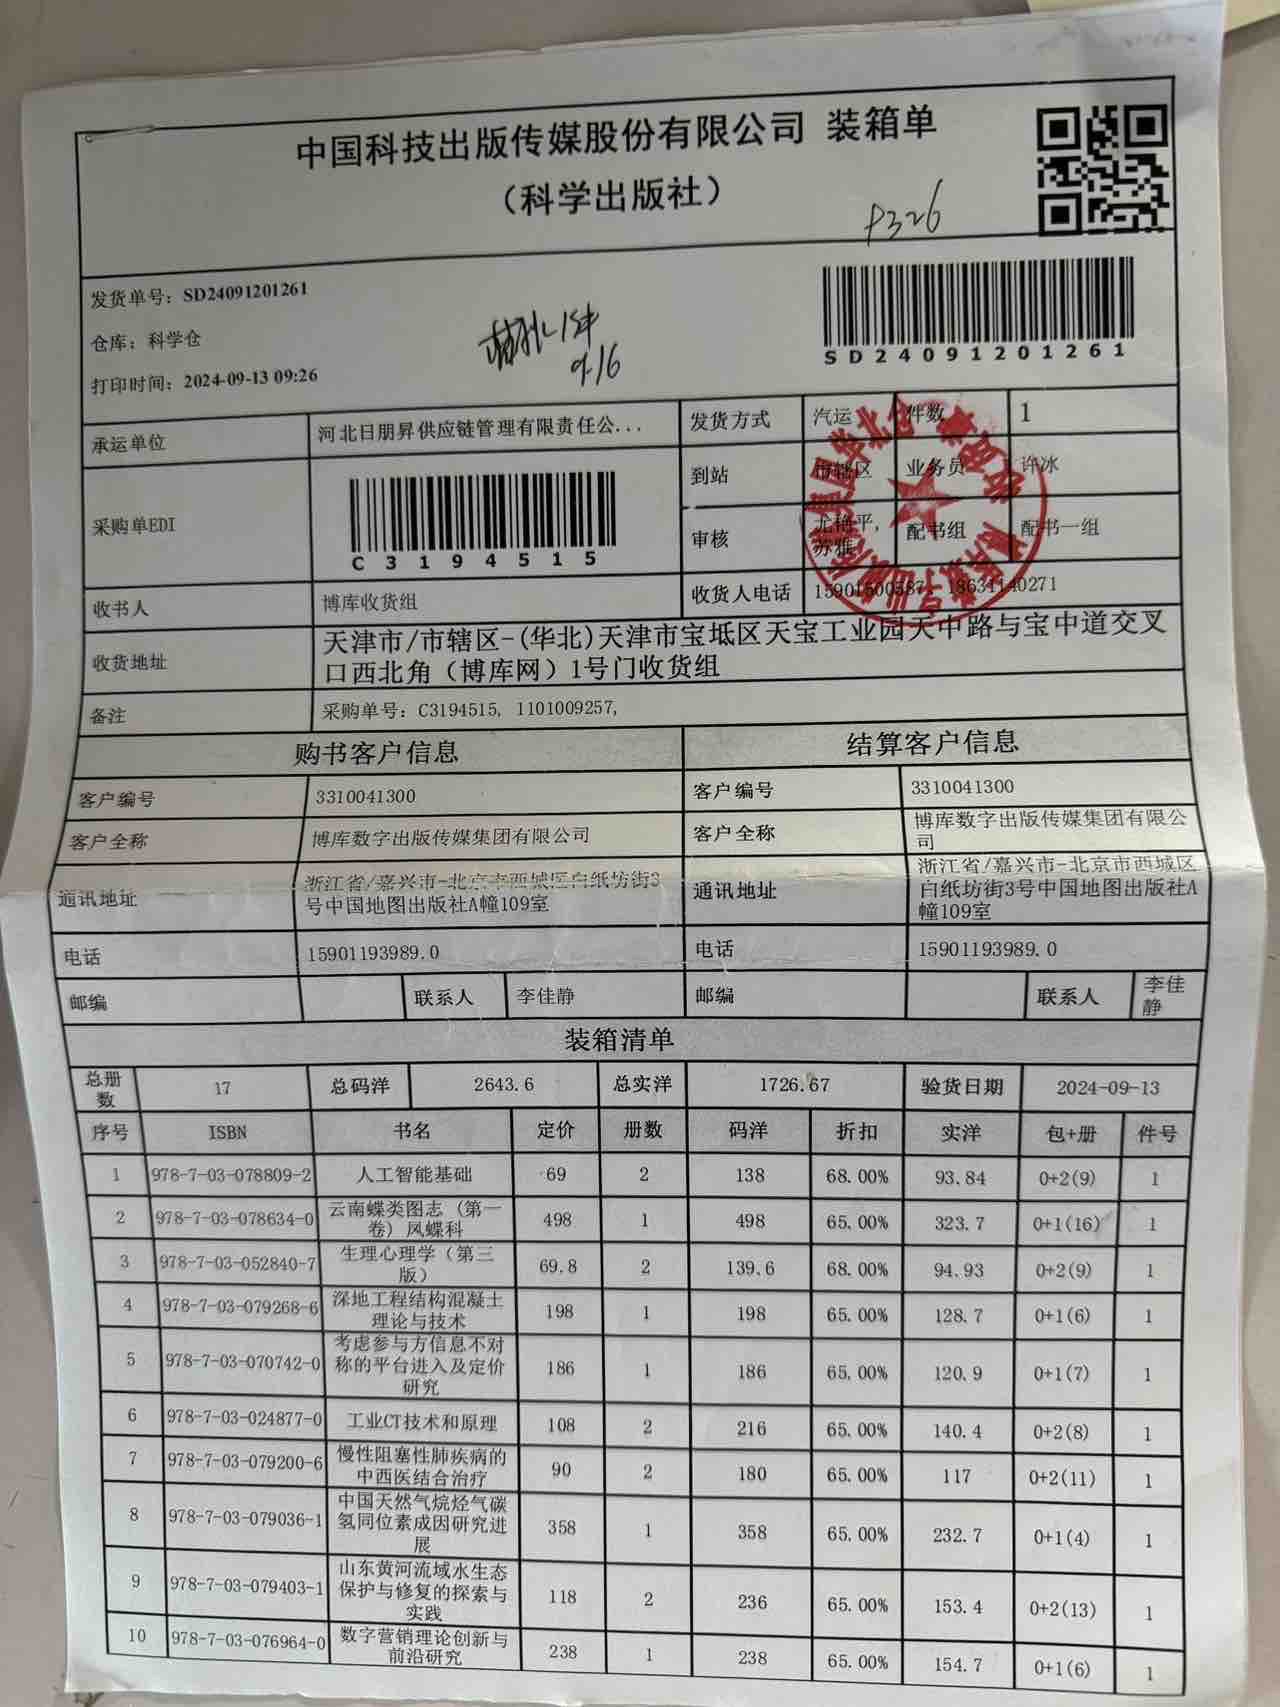 中国科技出版传媒股份有限公司 装箱单
（科学出版社）
P326
发货单号: SD24091201261
仓库: 科学仓
打印时间: 2024-09-13 09:26
9.16
SD24091201261
承运单位 河北目朋昇供应链管理有限责任公... 发货方式 汽运 件数 1
采购单EDI C3194515 到站 市辖区 业务员 许冰
审核 尤艳平, 苏雅 配书组 配书一组
收书人 博库收货组 收货人电话 18631140271
收货地址 天津市/市辖区-(华北)天津市宝坻区天宝工业园天中路与宝中道交叉
口西北角（博库网）1号门收货组
备注 采购单号: C3194515, 1101009257,
购书客户信息 结算客户信息
客户编号 3310041300 客户编号 3310041300
客户全称 博库数字出版传媒集团有限公司 客户全称 博库数字出版传媒集团有限公
司
通讯地址 浙江省/嘉兴市-北京市西城区白纸坊街3
号中国地图出版社A幢109室
通讯地址 浙江省/嘉兴市-北京市西城区
白纸坊街3号中国地图出版社A
幢109室
电话 15901193989.0 电话 15901193989.0
邮编 联系人 李佳静 邮编 联系人 李佳
静
装箱清单
总册数 17 总码洋 2643.6 总实洋 1726.67 验货日期 2024-09-13
序号 ISBN 书名 定价 册数 码洋 折扣 实洋 包+册 件号
1 978-7-03-078809-2 人工智能基础 69 2 138 68.00% 93.84 0+2(9) 1
2 978-7-03-078634-0 云南蝶类图志（第一
卷）凤蝶科 498 1 498 65.00% 323.7 0+1(16) 1
3 978-7-03-052840-7 生理心理学（第三
版） 69.8 2 139.6 68.00% 94.93 0+2(9) 1
4 978-7-03-079268-6 深地工程结构混凝土
理论与技术 198 1 198 65.00% 128.7 0+1(6) 1
5 978-7-03-070742-0 考虑参与方信息不对
称的平台进入及定价
研究 186 1 186 65.00% 120.9 0+1(7) 1
6 978-7-03-024877-0 工业CT技术和原理 108 2 216 65.00% 140.4 0+2(8) 1
7 978-7-03-079200-6 慢性阻塞性肺疾病的
中西医结合治疗 90 2 180 65.00% 117 0+2(11) 1
8 978-7-03-079036-1 中国天然气烷烃气碳
氢同位素成因研究进
展 358 1 358 65.00% 232.7 0+1(4) 1
9 978-7-03-079403-1 山东黄河流域水生态
保护与修复的探索与
实践 118 2 236 65.00% 153.4 0+2(13) 1
10 978-7-03-076964-0 数字营销理论创新与
前沿研究 238 1 238 65.00% 154.7 0+1(6) 1